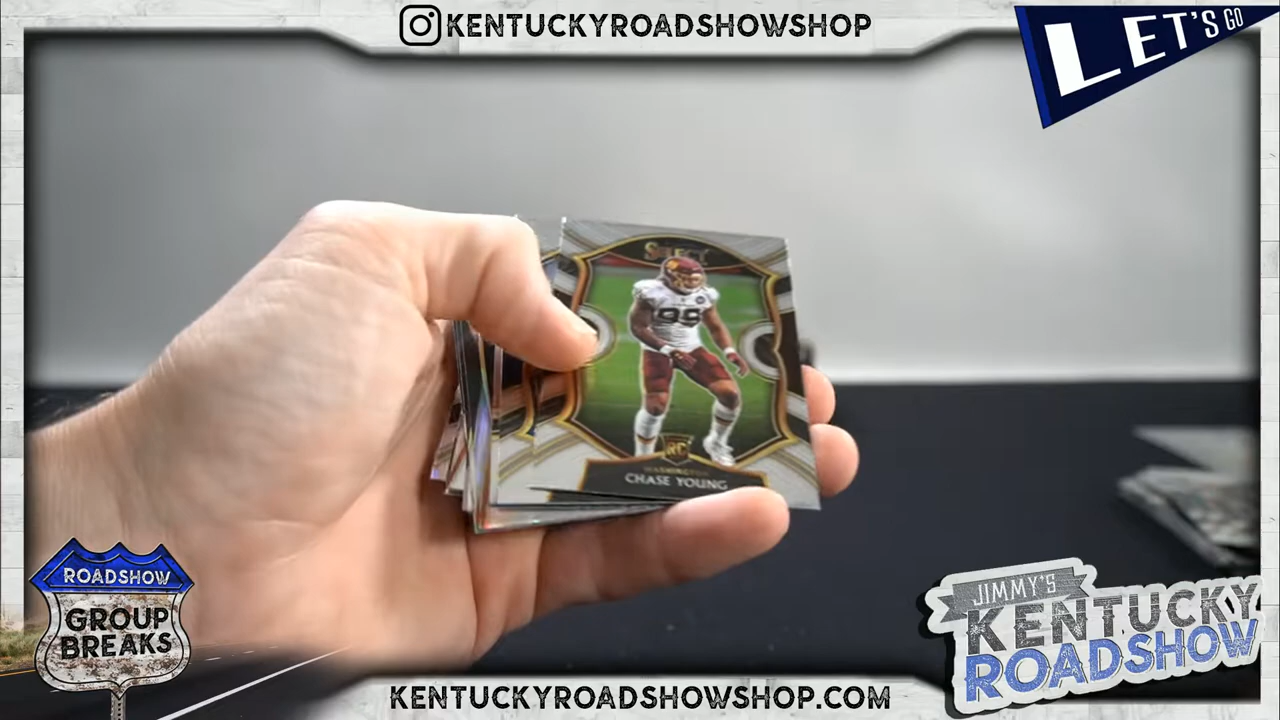 KENTUCKYROADSHOWSHOP
LET'S GO
SELECT
99
RC
WASHINGTON
CHASE YOUNG
ROADSHOW
GROUP
BREAKS
JIMMY'S
KENTUCKY
ROADSHOW
KENTUCKYROADSHOWSHOP.COM